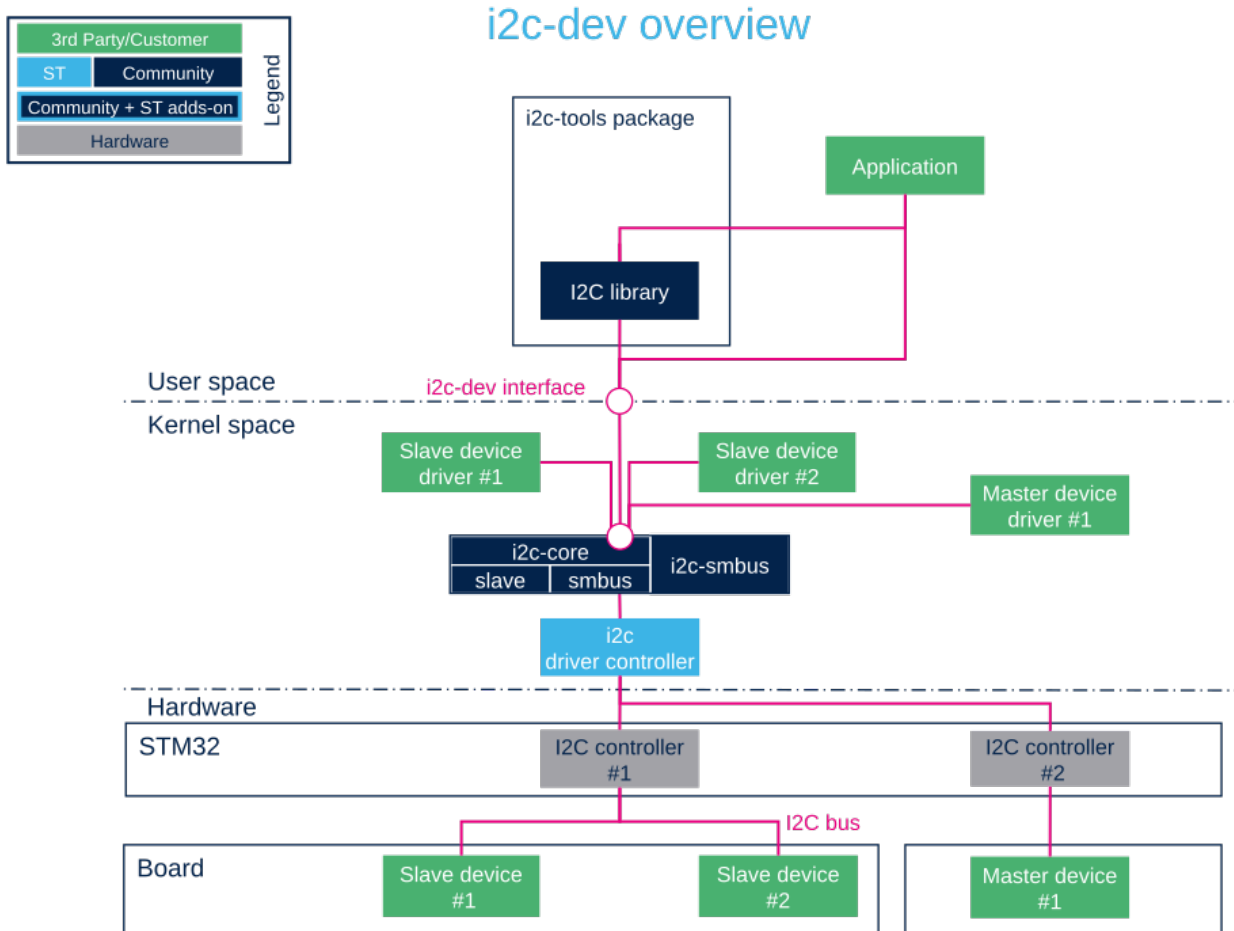 i2c-dev overview
3rd Party/Customer
ST
Community
Community + ST adds-on
Hardware
Legend
i2c-tools package
Application
I2C library
User space
i2c-dev interface
Kernel space
Slave device
driver #1
Slave device
driver #2
Master device
driver #1
i2c-core
slave
smbus
i2c-smbus
i2c
driver controller
Hardware
STM32
I2C controller
#1
I2C controller
#2
I2C bus
Board
Slave device
#1
Slave device
#2
Master device
#1